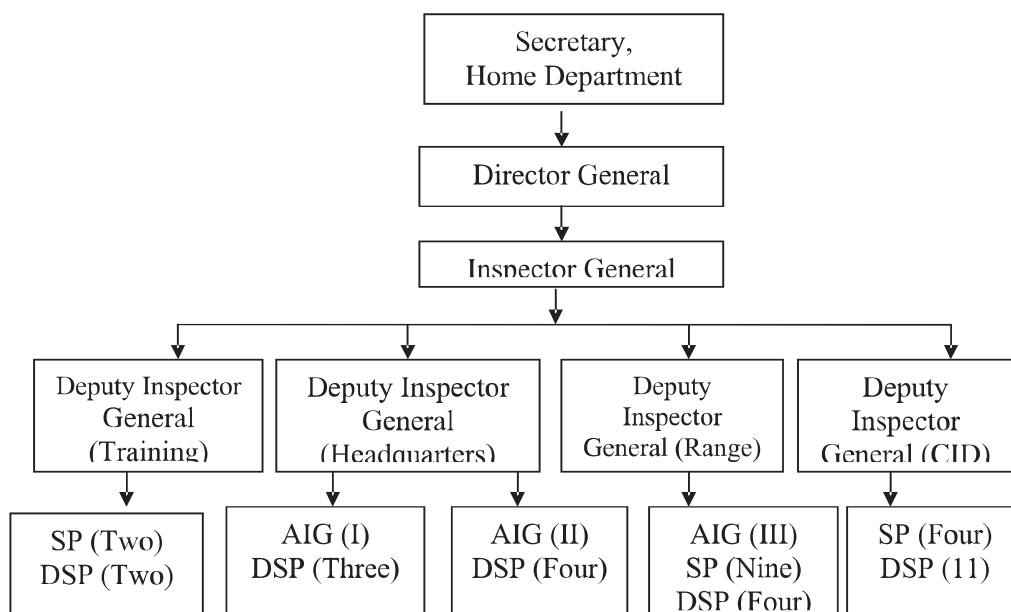 Secretary,
Home Department
Director General
Inspector General
Deputy Inspector
General
(Training)
Deputy Inspector
General
(Headquarters)
Deputy
Inspector
General (Range)
Deputy
Inspector
General (CID)
SP (Two)
DSP (Two)
AIG (I)
DSP (Three)
AIG (II)
DSP (Four)
AIG (III)
SP (Nine)
DSP (Four)
SP (Four)
DSP (11)